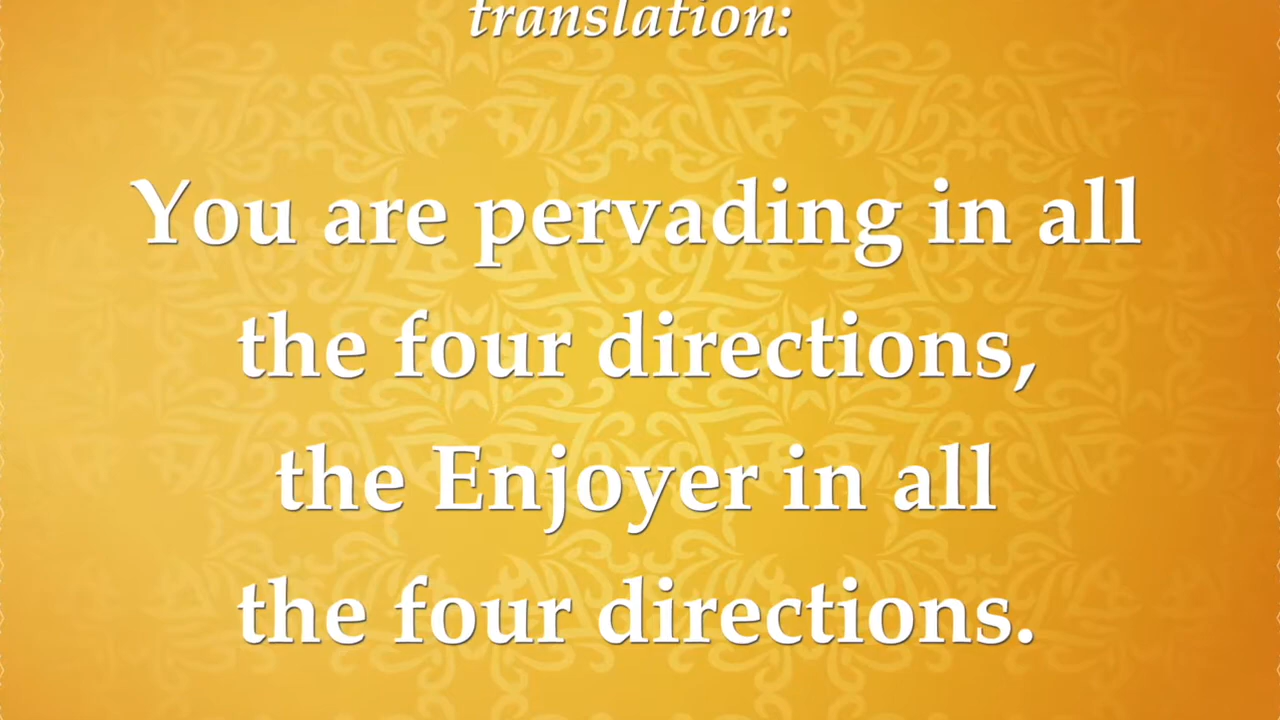 translation:
You are pervading in all
the four directions,
the Enjoyer in all
the four directions.